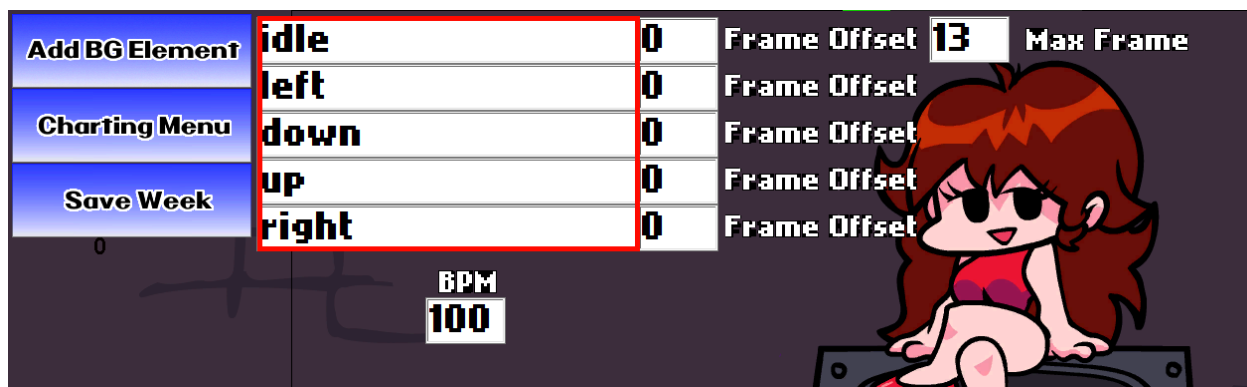 Add BG Element
Charting Menu
Save Week
0
idle 0 Frame Offset 13 Max Frame
left 0 Frame Offset
down 0 Frame Offset
up 0 Frame Offset
right 0 Frame Offset
BPM
100